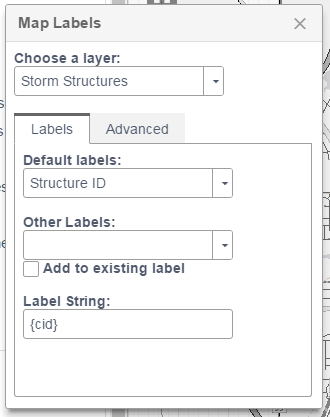 Map Labels
Choose a layer:
Storm Structures
Labels Advanced
Default labels:
Structure ID
Other Labels:
Add to existing label
Label String:
{cid}